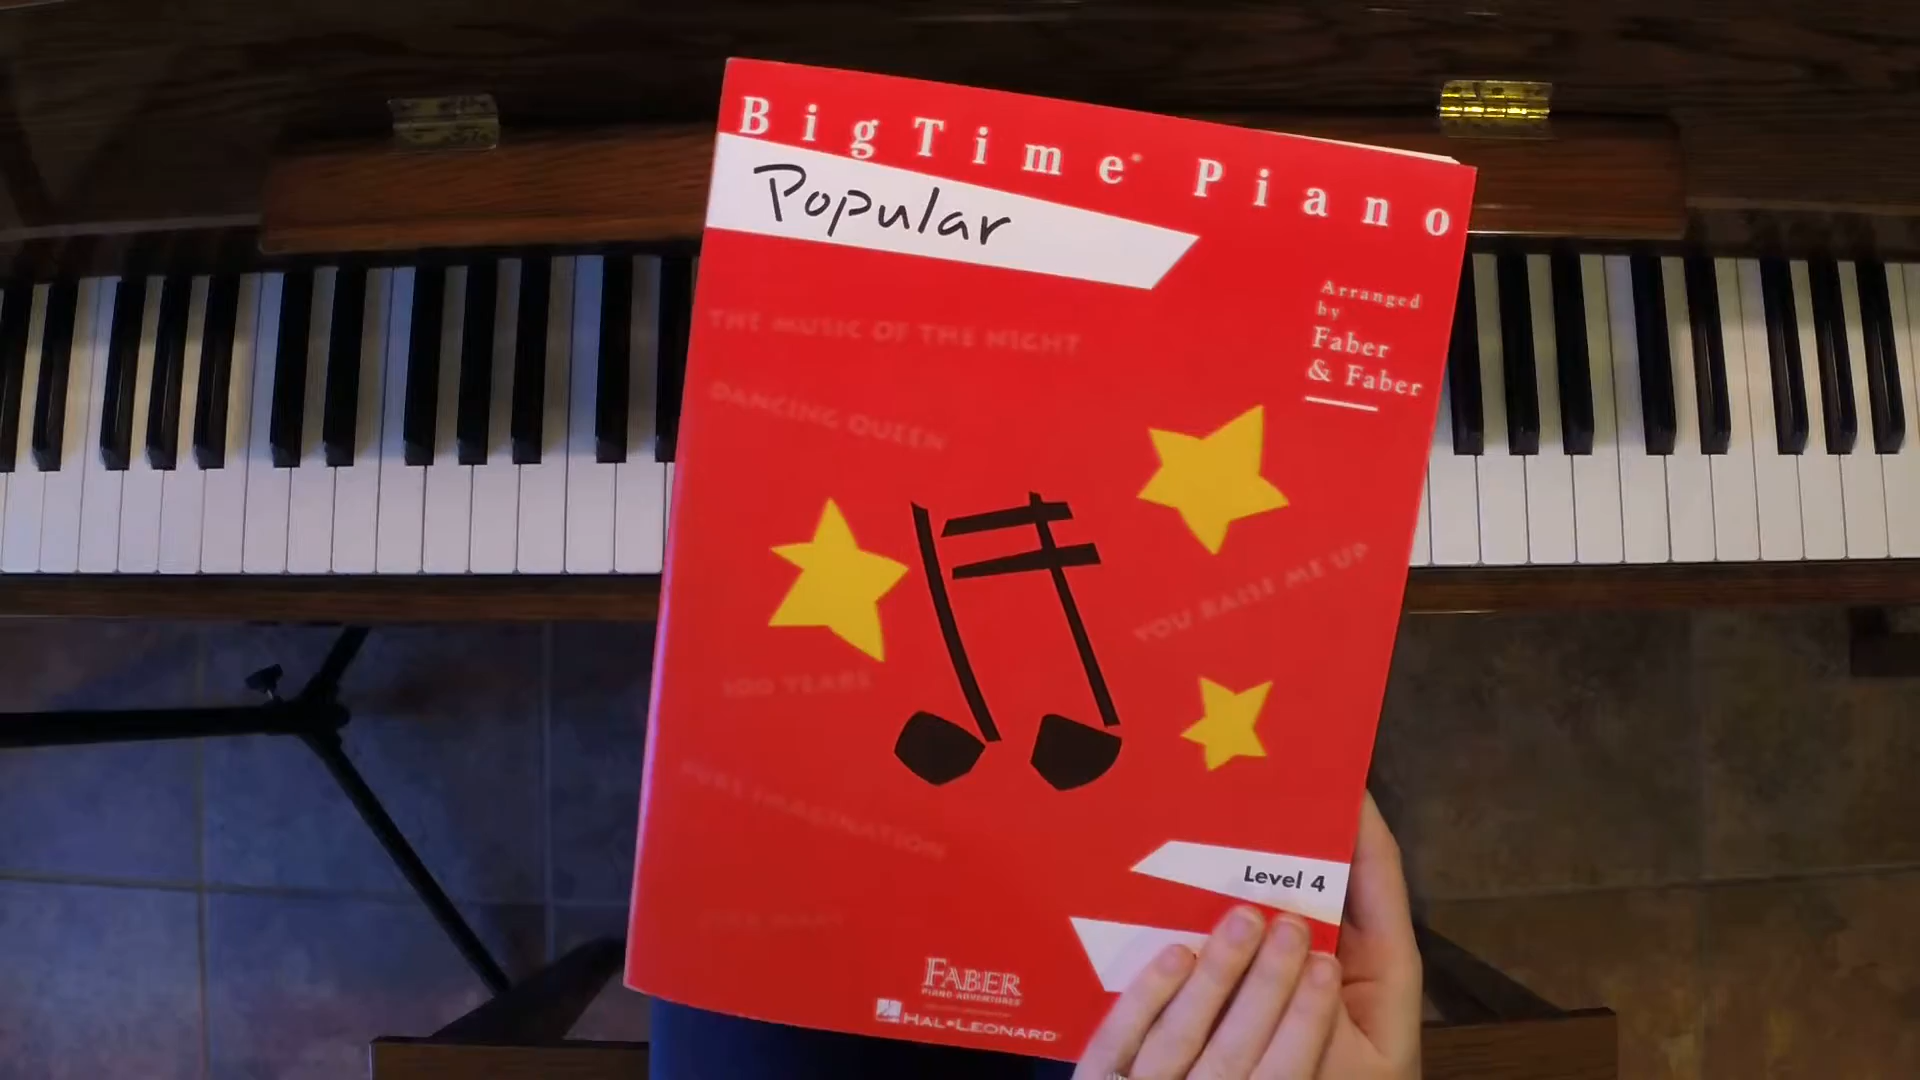 BigTime® Piano
Popular
Arranged
by
Faber
& Faber
THE MUSIC OF THE NIGHT
DANCING QUEEN
YOU RAISE ME UP
100 YEARS
PURE IMAGINATION
Level 4
FABER
PIANO ADVENTURES
HAL•LEONARD